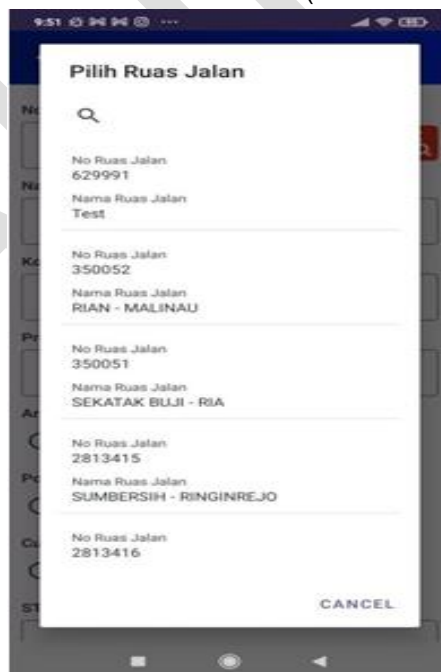 9:51
Pilih Ruas Jalan
No Ruas Jalan
629991
Nama Ruas Jalan
Test
No Ruas Jalan
350052
Nama Ruas Jalan
RIAN - MALINAU
No Ruas Jalan
350051
Nama Ruas Jalan
SEKATAK BUJI - RIA
No Ruas Jalan
2813415
Nama Ruas Jalan
SUMBERSIH - RINGINREJO
No Ruas Jalan
2813416
CANCEL